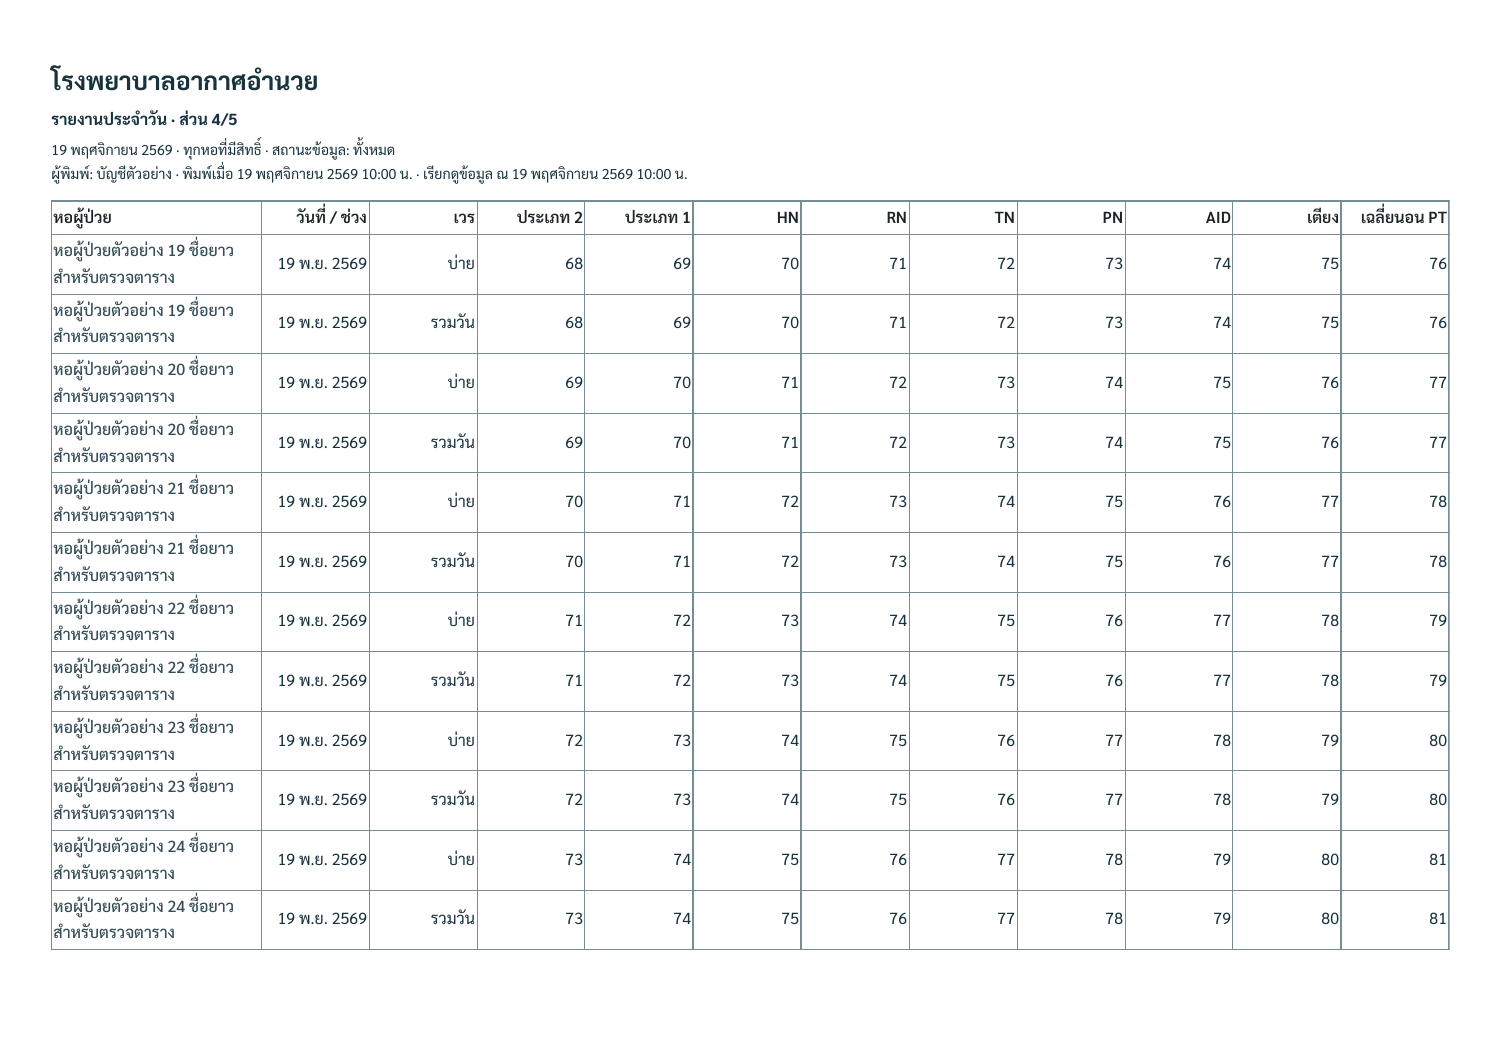 โรงพยาบาลอากาศอำนวย
รายงานประจำวัน · ส่วน 4/5
19 พฤศจิกายน 2569 · ทุกหอที่มีสิทธิ์ · สถานะข้อมูล: ทั้งหมด
ผู้พิมพ์: บัญชีตัวอย่าง · พิมพ์เมื่อ 19 พฤศจิกายน 2569 10:00 น. · เรียกดูข้อมูล ณ 19 พฤศจิกายน 2569 10:00 น.
หอผู้ป่วย วันที่ / ช่วง เวร ประเภท 2 ประเภท 1 HN RN TN PN AID เตียง เฉลี่ยนอน PT
หอผู้ป่วยตัวอย่าง 19 ชื่อยาว
สำหรับตรวจตาราง 19 พ.ย. 2569 บ่าย 68 69 70 71 72 73 74 75 76
หอผู้ป่วยตัวอย่าง 19 ชื่อยาว
สำหรับตรวจตาราง 19 พ.ย. 2569 รวมวัน 68 69 70 71 72 73 74 75 76
หอผู้ป่วยตัวอย่าง 20 ชื่อยาว
สำหรับตรวจตาราง 19 พ.ย. 2569 บ่าย 69 70 71 72 73 74 75 76 77
หอผู้ป่วยตัวอย่าง 20 ชื่อยาว
สำหรับตรวจตาราง 19 พ.ย. 2569 รวมวัน 69 70 71 72 73 74 75 76 77
หอผู้ป่วยตัวอย่าง 21 ชื่อยาว
สำหรับตรวจตาราง 19 พ.ย. 2569 บ่าย 70 71 72 73 74 75 76 77 78
หอผู้ป่วยตัวอย่าง 21 ชื่อยาว
สำหรับตรวจตาราง 19 พ.ย. 2569 รวมวัน 70 71 72 73 74 75 76 77 78
หอผู้ป่วยตัวอย่าง 22 ชื่อยาว
สำหรับตรวจตาราง 19 พ.ย. 2569 บ่าย 71 72 73 74 75 76 77 78 79
หอผู้ป่วยตัวอย่าง 22 ชื่อยาว
สำหรับตรวจตาราง 19 พ.ย. 2569 รวมวัน 71 72 73 74 75 76 77 78 79
หอผู้ป่วยตัวอย่าง 23 ชื่อยาว
สำหรับตรวจตาราง 19 พ.ย. 2569 บ่าย 72 73 74 75 76 77 78 79 80
หอผู้ป่วยตัวอย่าง 23 ชื่อยาว
สำหรับตรวจตาราง 19 พ.ย. 2569 รวมวัน 72 73 74 75 76 77 78 79 80
หอผู้ป่วยตัวอย่าง 24 ชื่อยาว
สำหรับตรวจตาราง 19 พ.ย. 2569 บ่าย 73 74 75 76 77 78 79 80 81
หอผู้ป่วยตัวอย่าง 24 ชื่อยาว
สำหรับตรวจตาราง 19 พ.ย. 2569 รวมวัน 73 74 75 76 77 78 79 80 81